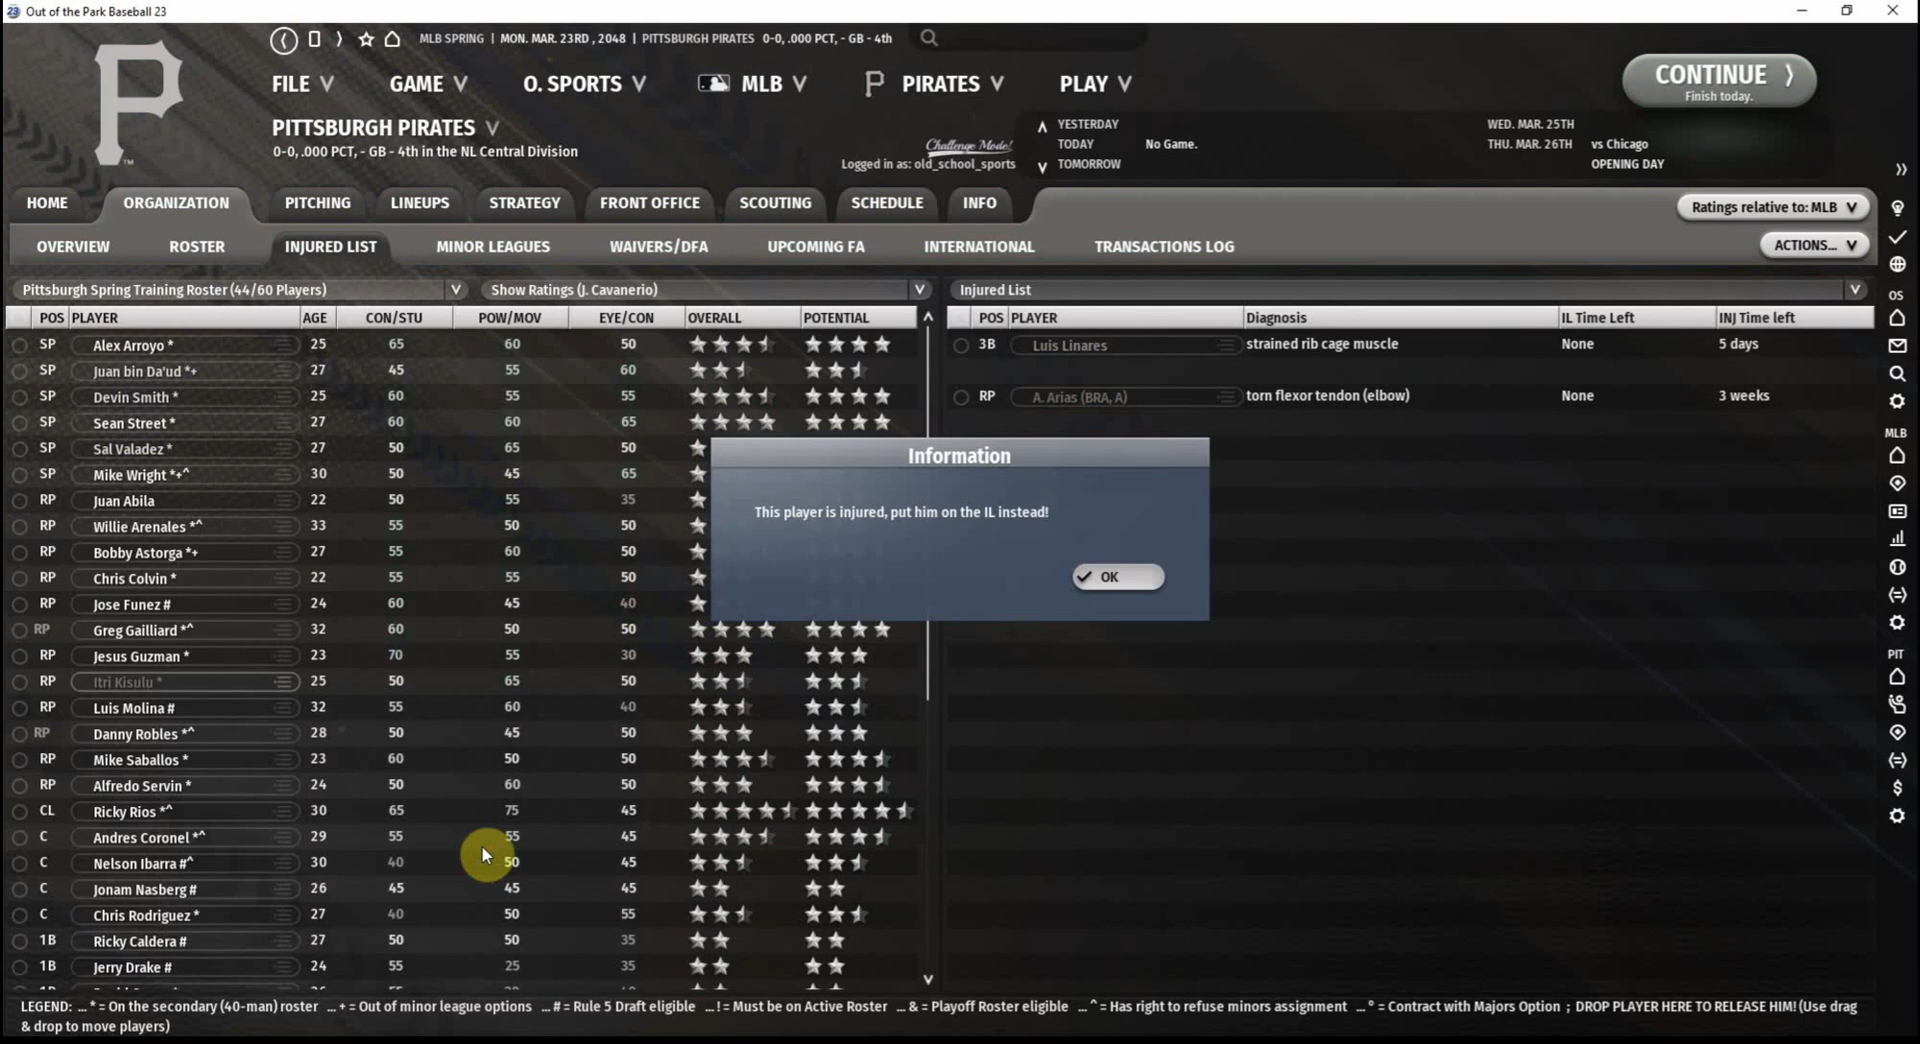 Out of the Park Baseball 23
MLB SPRING | MON. MAR. 23RD , 2048 | PITTSBURGH PIRATES 0-0, .000 PCT, - GB - 4th
FILE GAME O. SPORTS MLB PIRATES PLAY
CONTINUE
Finish today.
PITTSBURGH PIRATES
0-0, .000 PCT, - GB - 4th in the NL Central Division
Challenge Mode!
Logged in as: old_school_sports
YESTERDAY
TODAY No Game.
TOMORROW
WED. MAR. 25TH
THU. MAR. 26TH vs Chicago
OPENING DAY
HOME ORGANIZATION PITCHING LINEUPS STRATEGY FRONT OFFICE SCOUTING SCHEDULE INFO
Ratings relative to: MLB
OVERVIEW ROSTER INJURED LIST MINOR LEAGUES WAIVERS/DFA UPCOMING FA INTERNATIONAL TRANSACTIONS LOG
ACTIONS...
Pittsburgh Spring Training Roster (44/60 Players) Show Ratings (J. Cavanerio)
POS PLAYER AGE CON/STU POW/MOV EYE/CON OVERALL POTENTIAL
SP Alex Arroyo * 25 65 60 50
SP Juan bin Da'ud *+ 27 45 55 60
SP Devin Smith * 25 60 55 55
SP Sean Street * 27 60 60 65
SP Sal Valadez * 27 50 65 50
SP Mike Wright *+^ 30 50 45 65
RP Juan Abila 22 50 55 35
RP Willie Arenales *^ 33 55 50 50
RP Bobby Astorga *+ 27 55 60 50
RP Chris Colvin * 22 55 55 50
RP Jose Funez # 24 60 45 40
RP Greg Gailliard *^ 32 60 50 50
RP Jesus Guzman * 23 70 55 30
RP Itri Kisulu * 25 50 65 50
RP Luis Molina # 32 55 60 40
RP Danny Robles *^ 28 50 45 50
RP Mike Saballos * 23 60 50 50
RP Alfredo Servin * 24 50 60 50
CL Ricky Rios *^ 30 65 75 45
C Andres Coronel *^ 29 55 55 45
C Nelson Ibarra #^ 30 40 50 45
C Jonam Nasberg # 26 45 45 45
C Chris Rodriguez * 27 40 50 55
1B Ricky Caldera # 27 50 50 35
1B Jerry Drake # 24 55 25 35
Injured List
POS PLAYER Diagnosis IL Time Left INJ Time left
3B Luis Linares strained rib cage muscle None 5 days
RP A. Arias (BRA, A) torn flexor tendon (elbow) None 3 weeks
Information
This player is injured, put him on the IL instead!
OK
OS
MLB
PIT
LEGEND: ... * = On the secondary (40-man) roster ... + = Out of minor league options ... # = Rule 5 Draft eligible ... ! = Must be on Active Roster ... & = Playoff Roster eligible ... ^ = Has right to refuse minors assignment ... ° = Contract with Majors Option ; DROP PLAYER HERE TO RELEASE HIM! (Use drag
& drop to move players)